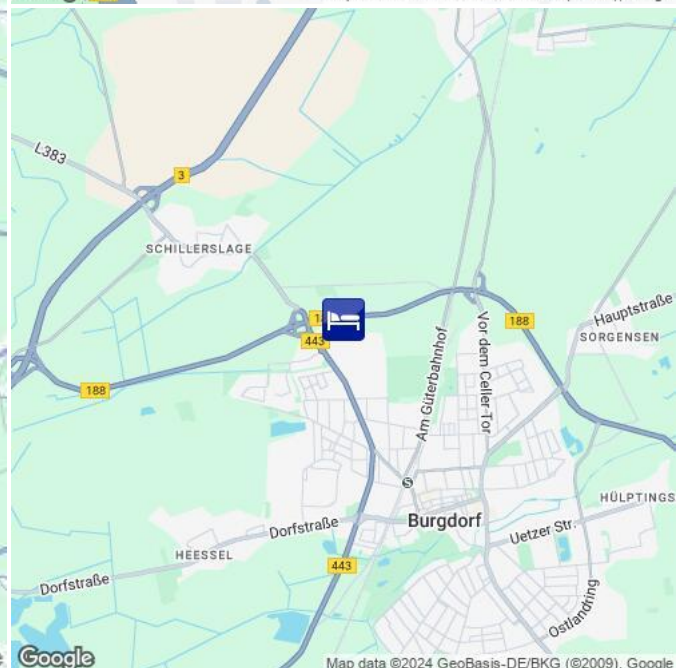 L383
3
SCHILLERSLAGE
188
Hauptstraße
443
SORGENSEN
188
Am Güterbahnhof
Vor dem Celler Tor
S
HÜLPTINGS
Burgdorf
Uetzer Str.
Dorfstraße
HEESSEL
443
Dorfstraße
Ostlandring
Google
Map data ©2024 GeoBasis-DE/BKG (©2009), Google